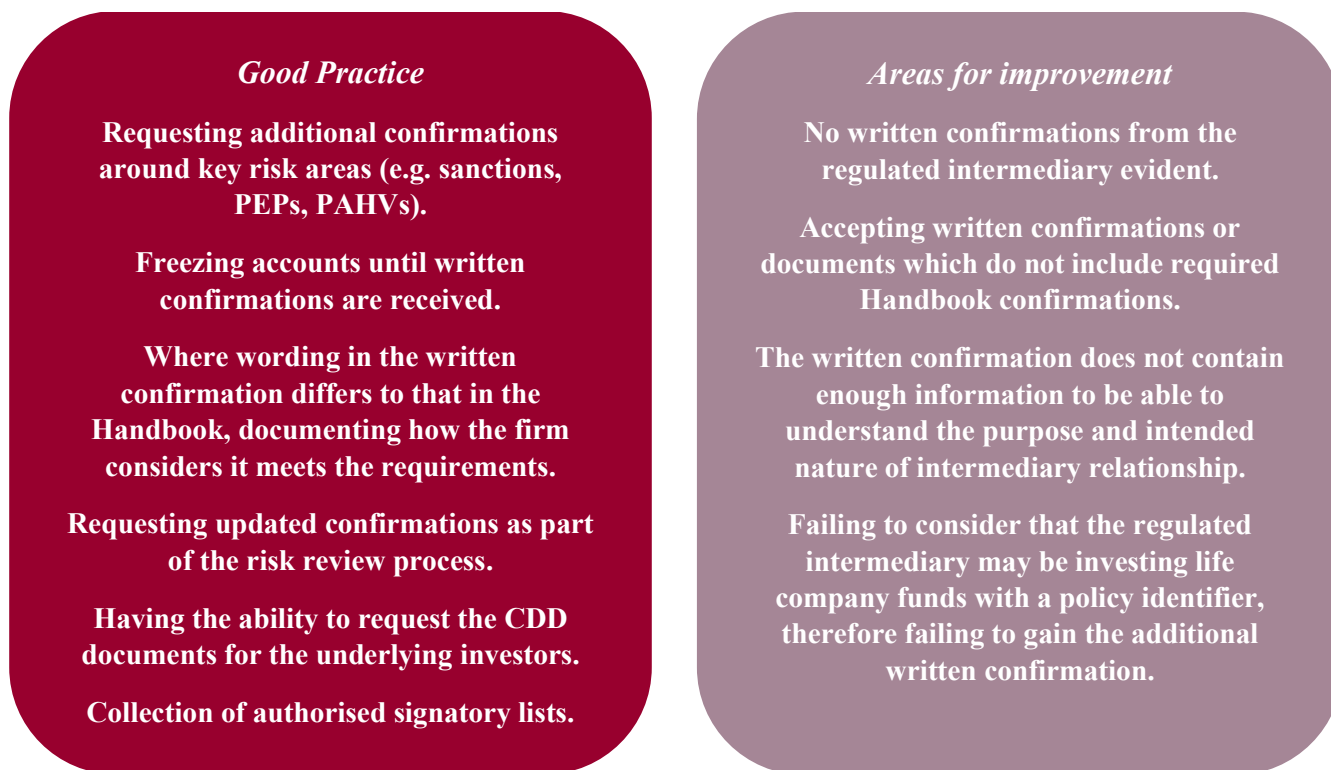 Good Practice
Requesting additional confirmations
around key risk areas (e.g. sanctions,
PEPs, PAHVs).
Freezing accounts until written
confirmations are received.
Where wording in the written
confirmation differs to that in the
Handbook, documenting how the firm
considers it meets the requirements.
Requesting updated confirmations as part
of the risk review process.
Having the ability to request the CDD
documents for the underlying investors.
Collection of authorised signatory lists.
Areas for improvement
No written confirmations from the
regulated intermediary evident.
Accepting written confirmations or
documents which do not include required
Handbook confirmations.
The written confirmation does not contain
enough information to be able to
understand the purpose and intended
nature of intermediary relationship.
Failing to consider that the regulated
intermediary may be investing life
company funds with a policy identifier,
therefore failing to gain the additional
written confirmation.